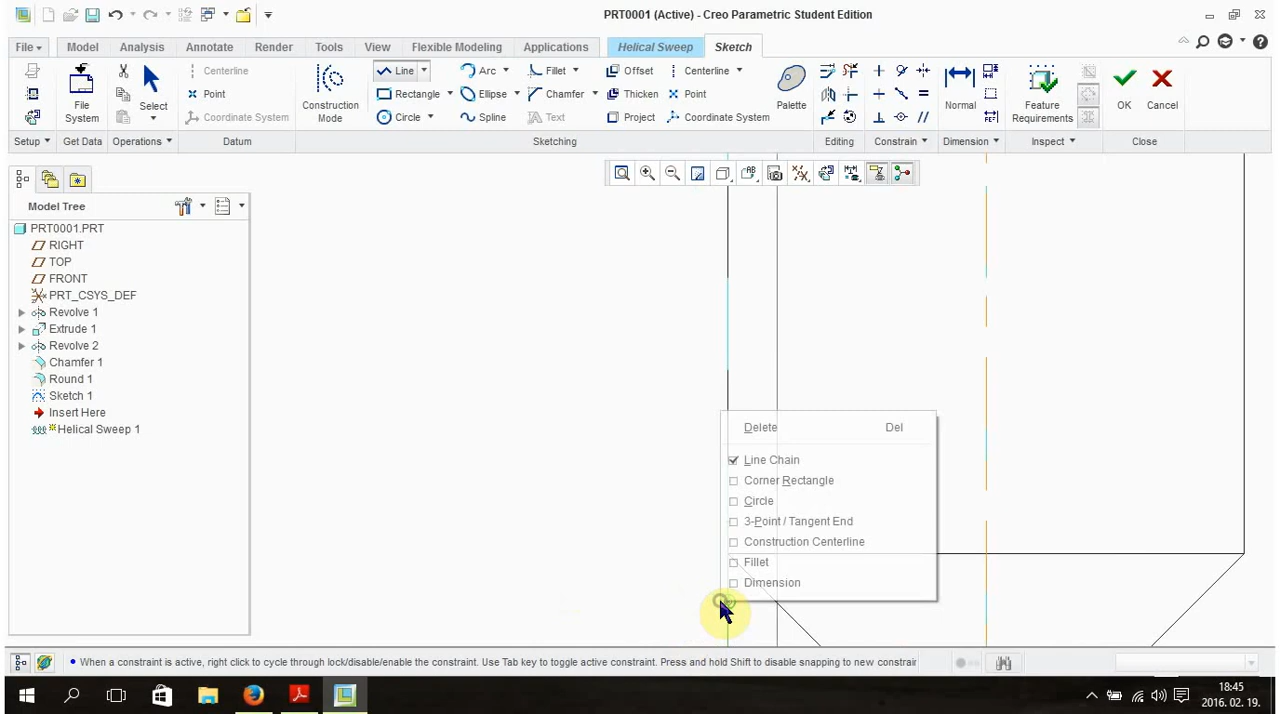 PRT0001 (Active) - Creo Parametric Student Edition
File Model Analysis Annotate Render Tools View Flexible Modeling Applications Helical Sweep Sketch
Centerline Line Arc Fillet Offset Centerline
Point Rectangle Ellipse Chamfer Thicken Point
Coordinate System Circle Spline Text Project Coordinate System
File System
Select
Construction Mode
Palette
Normal
Feature Requirements
OK
Cancel
Setup Get Data Operations Datum Sketching Editing Constrain Dimension Inspect Close
Model Tree
PRT0001.PRT
RIGHT
TOP
FRONT
PRT_CSYS_DEF
Revolve 1
Extrude 1
Revolve 2
Chamfer 1
Round 1
Sketch 1
Insert Here
Helical Sweep 1
Delete Del
Line Chain
Corner Rectangle
Circle
3-Point / Tangent End
Construction Centerline
Fillet
Dimension
When a constraint is active, right click to cycle through lock/disable/enable the constraint. Use Tab key to toggle active constraint. Press and hold Shift to disable snapping to new constrair
18:45
2016. 02. 19.